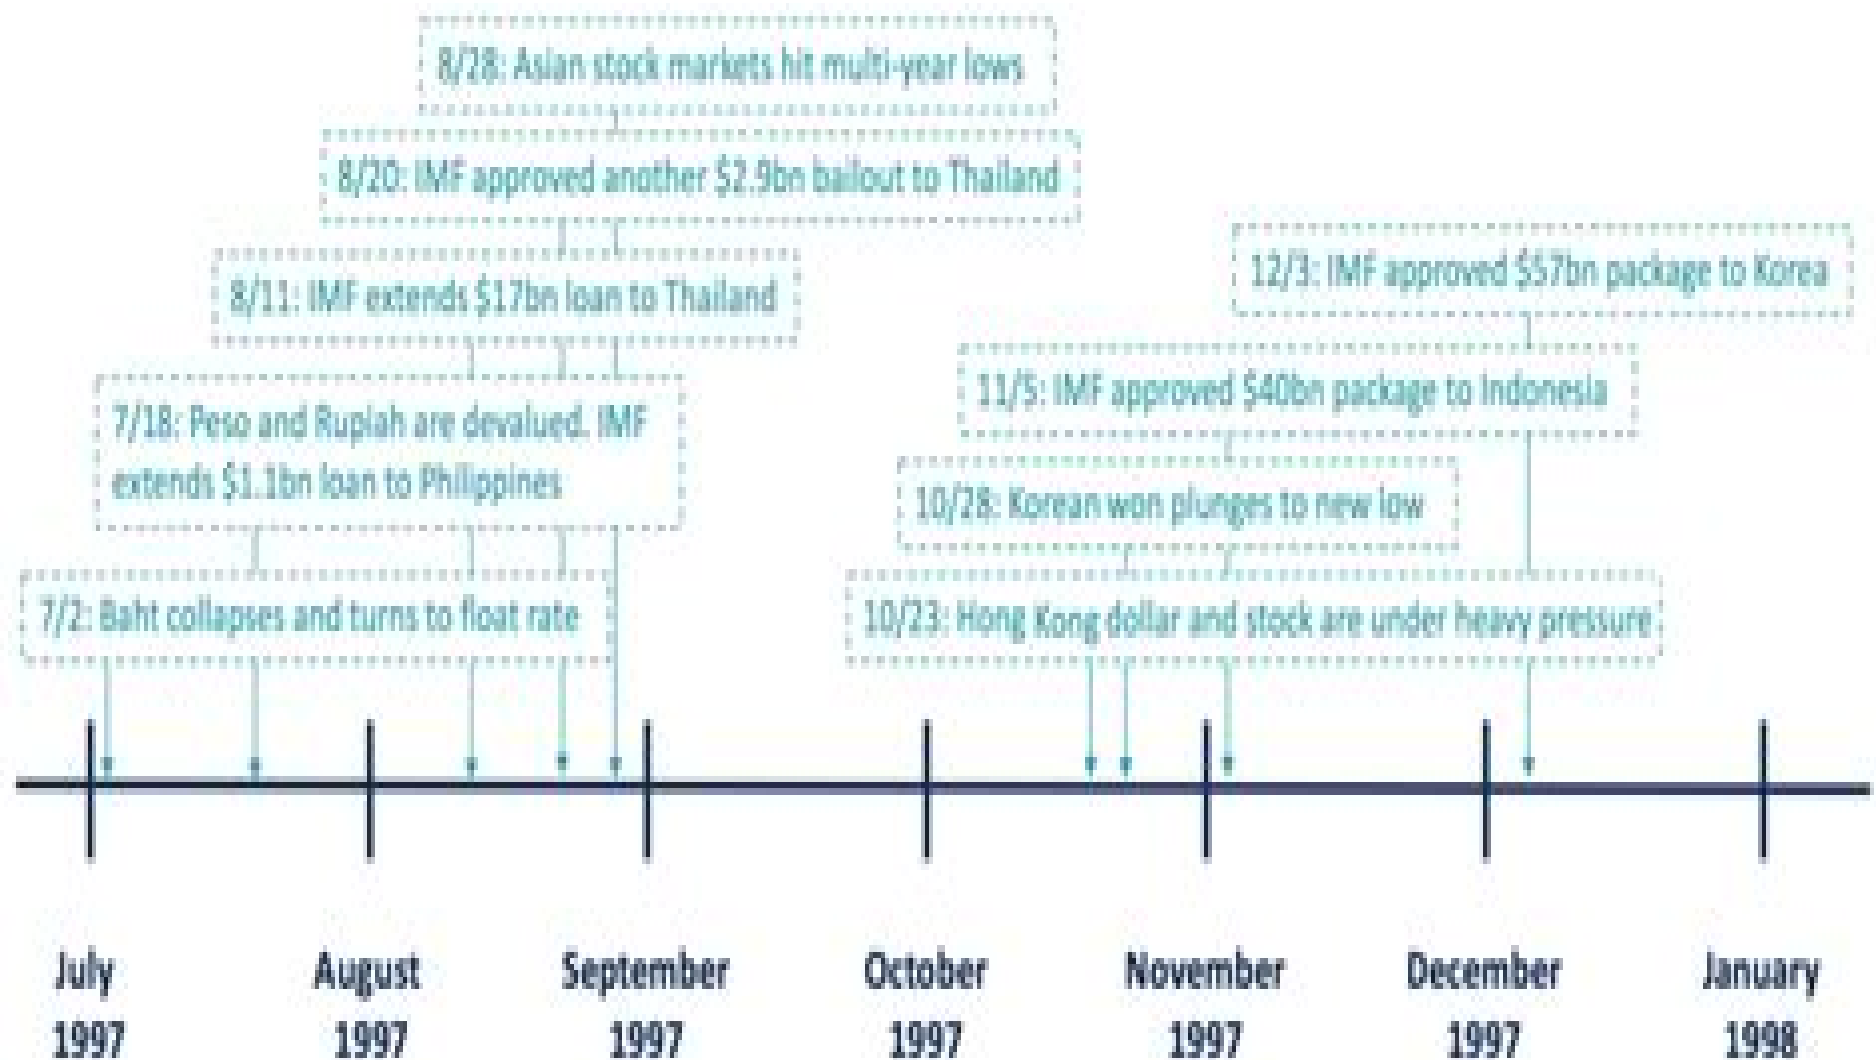 8/28: Asian stock markets hit multi-year lows
8/20: IMF approved another $2.9bn bailout to Thailand
8/11: IMF extends $17bn loan to Thailand
7/18: Peso and Rupiah are devalued. IMF
extends $1.1bn loan to Philippines
7/2: Baht collapses and turns to float rate
12/3: IMF approved $57bn package to Korea
11/5: IMF approved $40bn package to Indonesia
10/28: Korean won plunges to new low
10/23: Hong Kong dollar and stock are under heavy pressure
July
1997
August
1997
September
1997
October
1997
November
1997
December
1997
January
1998